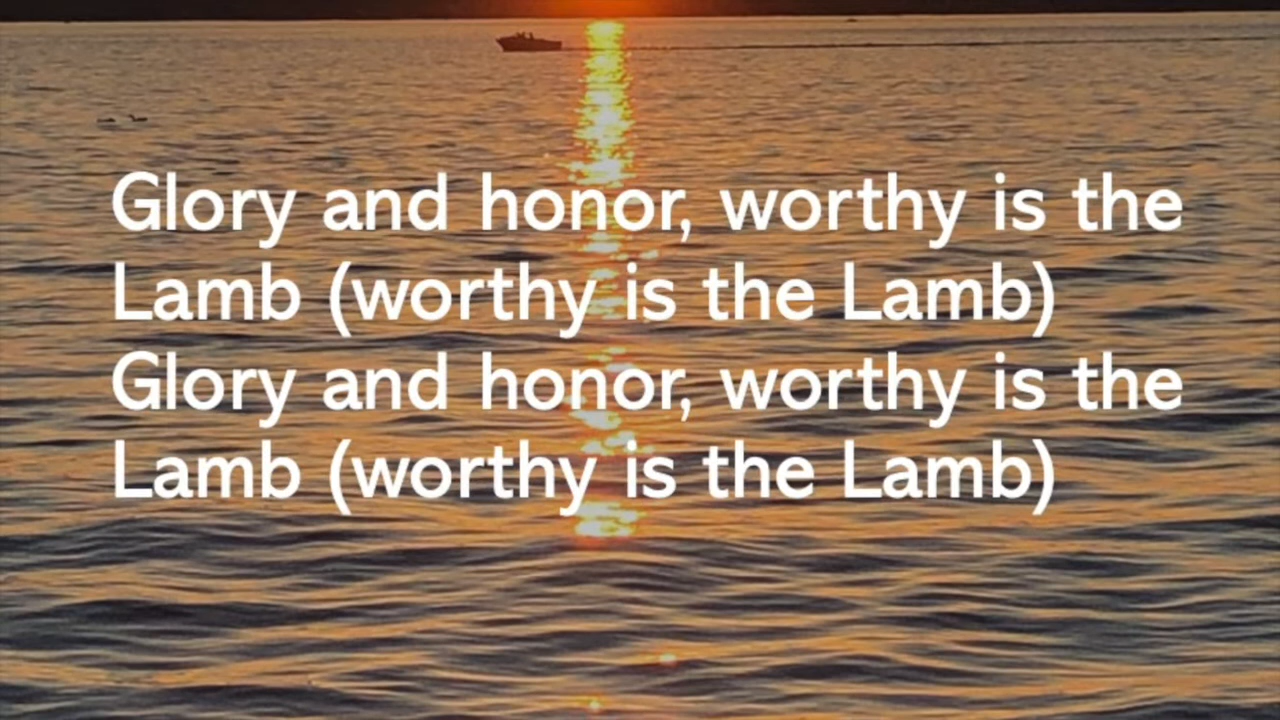 Glory and honor, worthy is the
Lamb (worthy is the Lamb)
Glory and honor, worthy is the
Lamb (worthy is the Lamb)